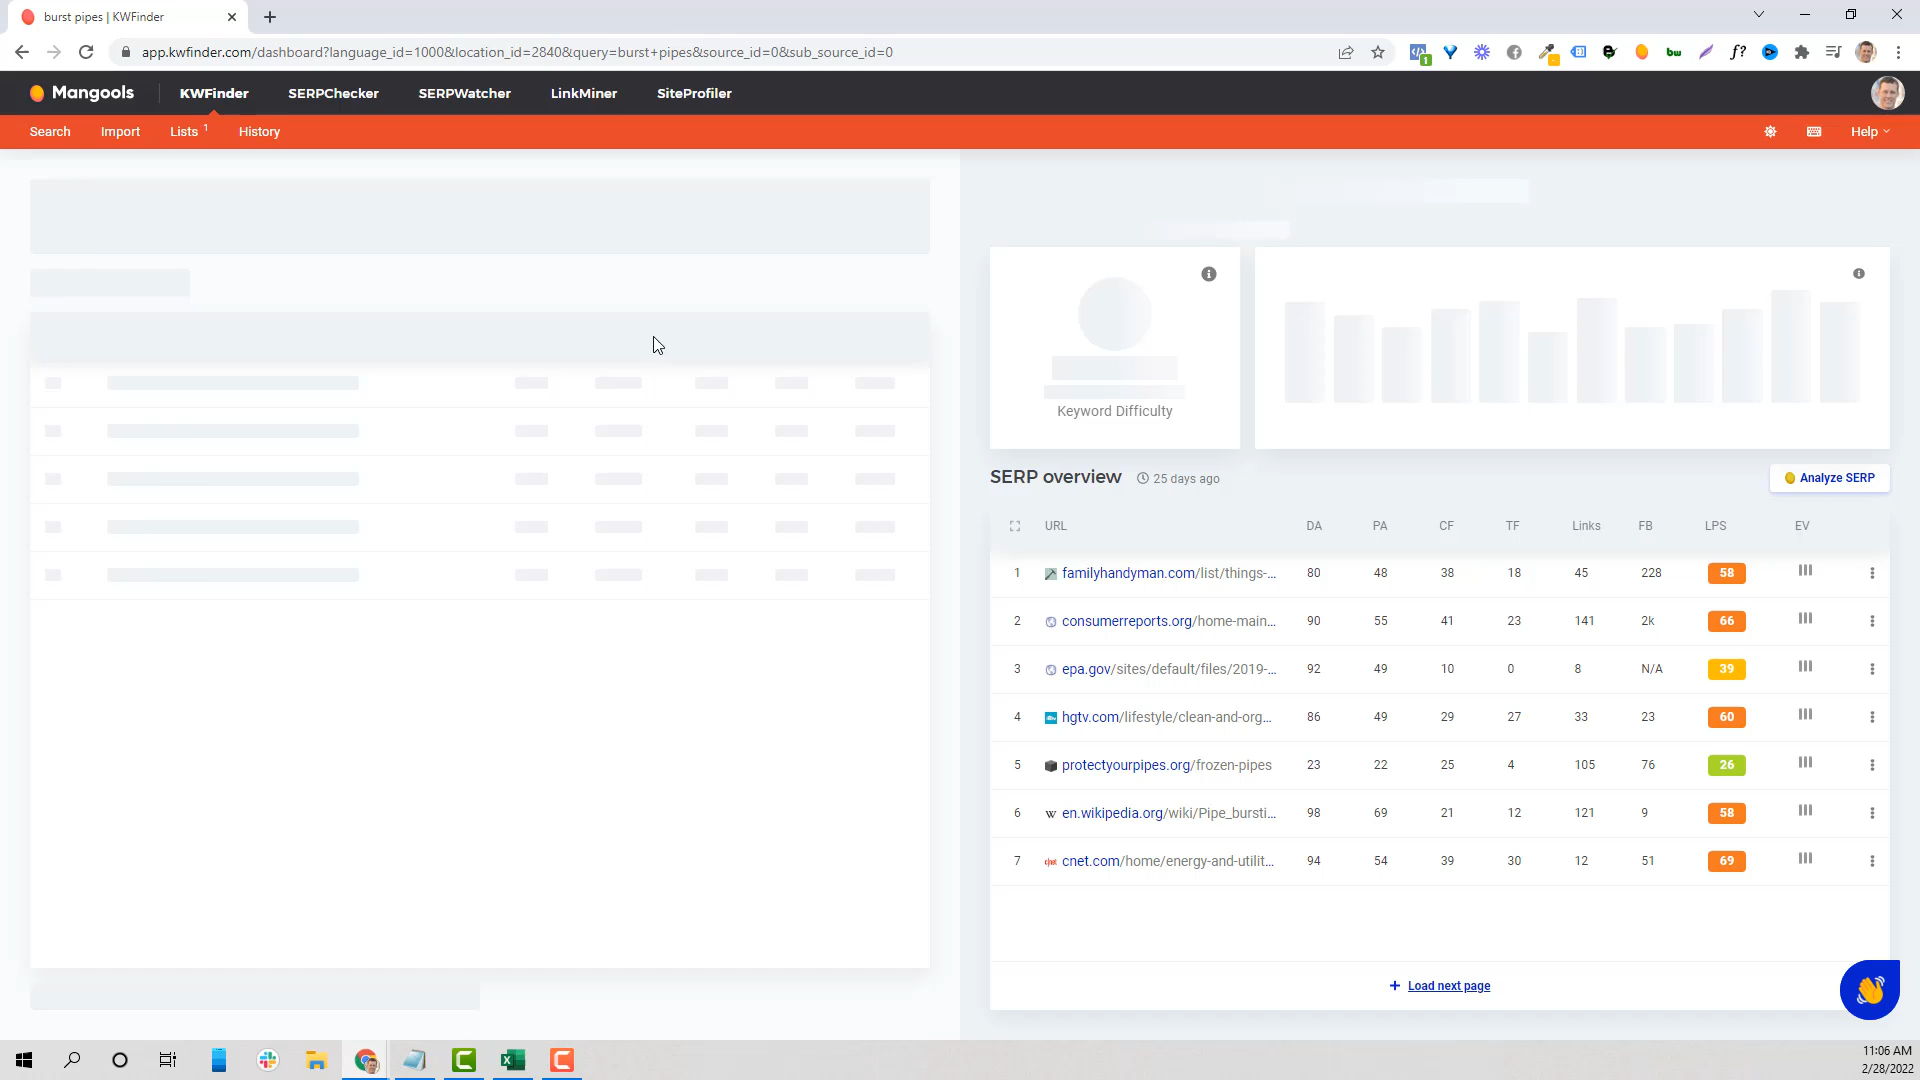 burst pipes | KWFinder
app.kwfinder.com/dashboard?language_id=1000&location_id=2840&query=burst+pipes&source_id=0&sub_source_id=0
1
bw
f?
Mangools
KWFinder
SERPChecker
SERPWatcher
LinkMiner
SiteProfiler
Search
Import
Lists 1
History
Help
Keyword Difficulty
SERP overview
25 days ago
Analyze SERP
URL DA PA CF TF Links FB LPS EV
1 familyhandyman.com/list/things-... 80 48 38 18 45 228 58
2 consumerreports.org/home-main... 90 55 41 23 141 2k 66
3 epa.gov/sites/default/files/2019-... 92 49 10 0 8 N/A 39
4 hgtv.com/lifestyle/clean-and-org... 86 49 29 27 33 23 60
5 protectyourpipes.org/frozen-pipes 23 22 25 4 105 76 26
6 en.wikipedia.org/wiki/Pipe_bursti... 98 69 21 12 121 9 58
7 cnet.com/home/energy-and-utilit... 94 54 39 30 12 51 69
+ Load next page
11:06 AM
2/28/2022